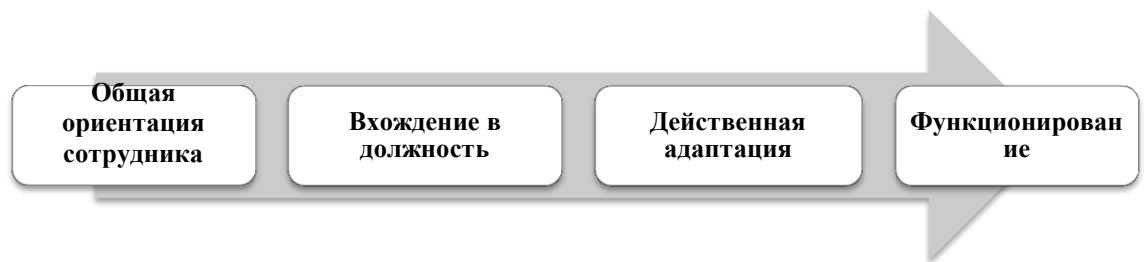 Общая
ориентация
сотрудника
Вхождение в
должность
Действенная
адаптация
Функционирован
ие